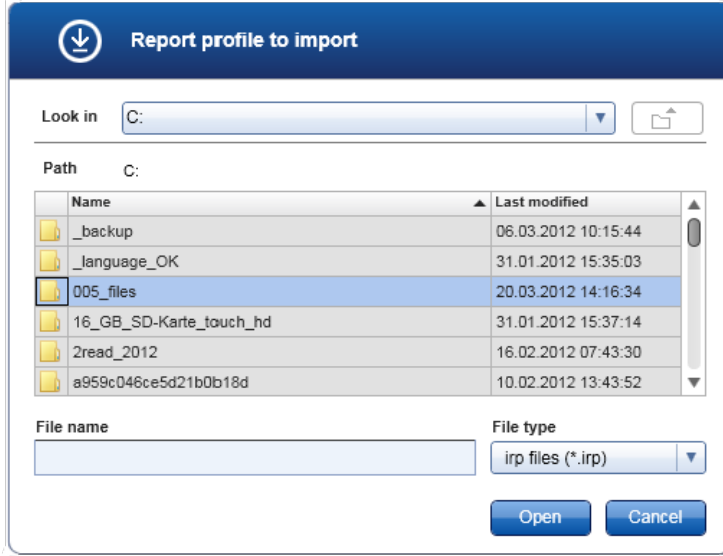 Report profile to import
Look in C:
Path C:
Name Last modified
_backup 06.03.2012 10:15:44
_language_OK 31.01.2012 15:35:03
005_files 20.03.2012 14:16:34
16_GB_SD-Karte_touch_hd 31.01.2012 15:37:14
2read_2012 16.02.2012 07:43:30
a959c046ce5d21b0b18d 10.02.2012 13:43:52
File name File type
irp files (*.irp)
Open Cancel